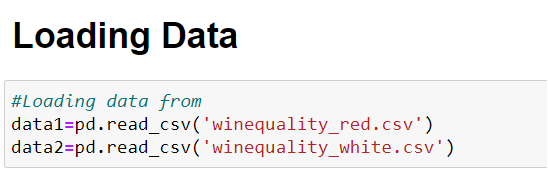 Loading Data
#Loading data from
data1=pd.read_csv('winequality_red.csv')
data2=pd.read_csv('winequality_white.csv')